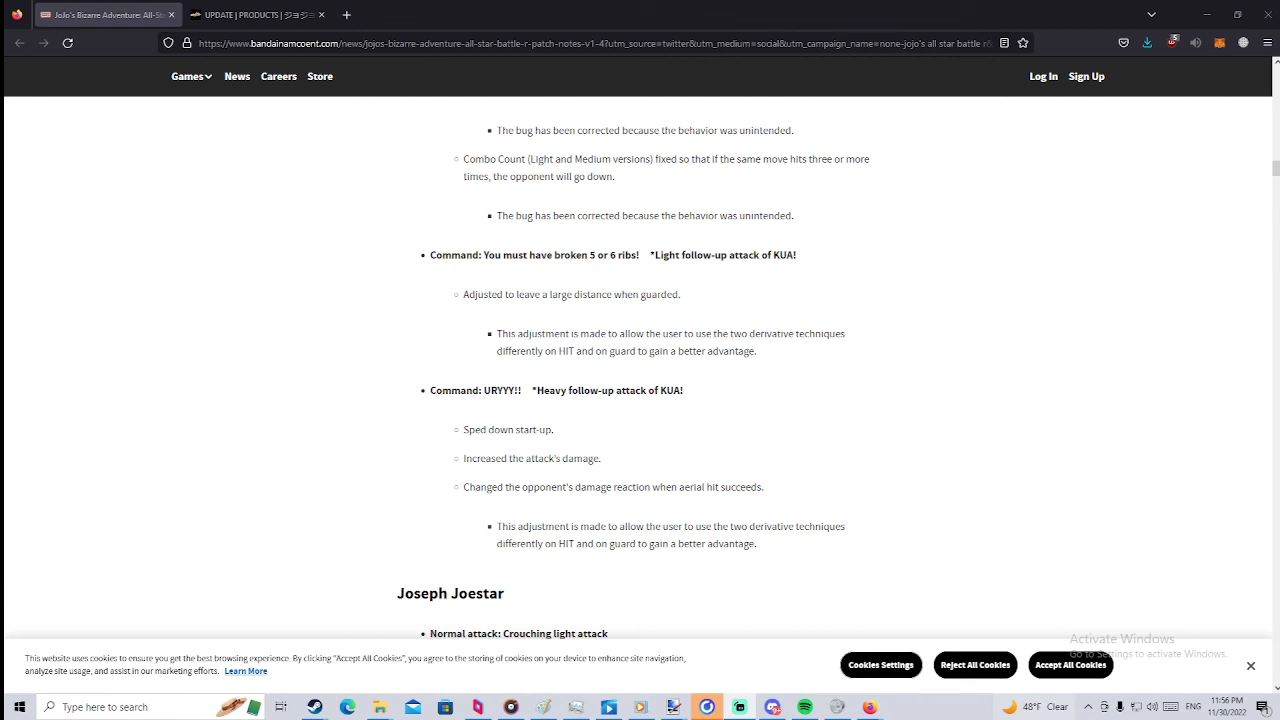 JoJo's Bizarre Adventure: All-Sta
UPDATE | PRODUCTS | ジョジョ
https://www.bandainamcoent.com/news/jojos-bizarre-adventure-all-star-battle-r-patch-notes-v1-4?utm_source=twitter&utm_medium=social&utm_campaign_name=none-jojo's all star battle r&
5
Games
News
Careers
Store
Log In
Sign Up
▪ The bug has been corrected because the behavior was unintended.
○ Combo Count (Light and Medium versions) fixed so that if the same move hits three or more
times, the opponent will go down.
▪ The bug has been corrected because the behavior was unintended.
• Command: You must have broken 5 or 6 ribs! *Light follow-up attack of KUA!
○ Adjusted to leave a large distance when guarded.
▪ This adjustment is made to allow the user to use the two derivative techniques
differently on HIT and on guard to gain a better advantage.
• Command: URYYY!! *Heavy follow-up attack of KUA!
○ Sped down start-up.
○ Increased the attack's damage.
○ Changed the opponent's damage reaction when aerial hit succeeds.
▪ This adjustment is made to allow the user to use the two derivative techniques
differently on HIT and on guard to gain a better advantage.
Joseph Joestar
• Normal attack: Crouching light attack
Activate Windows
Go to Settings to activate Windows.
This website uses cookies to ensure you get the best browsing experience. By clicking "Accept All Cookies", you agree to the storing of cookies on your device to enhance site navigation,
analyze site usage, and assist in our marketing efforts. Learn More
Cookies Settings
Reject All Cookies
Accept All Cookies
Type here to search
48°F Clear
ENG
11:56 PM
11/30/2022